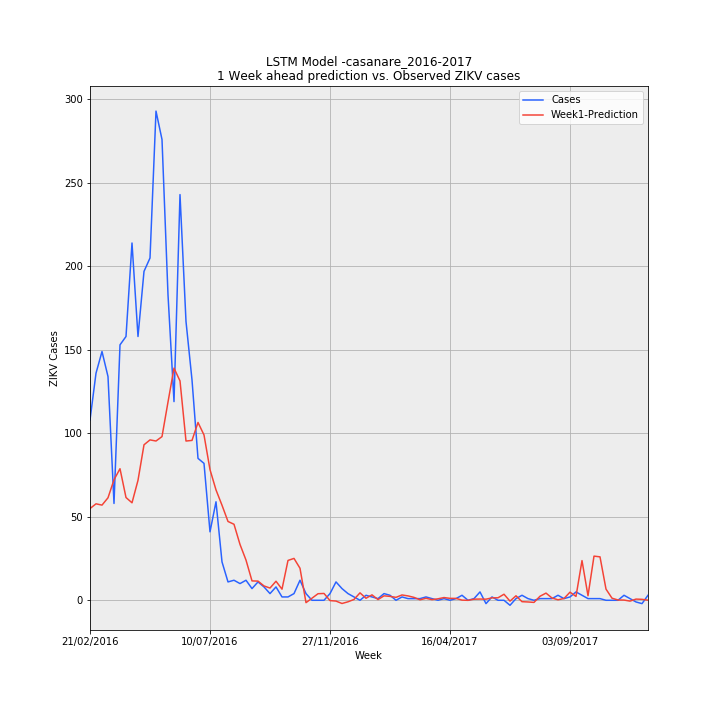 LSTM Model -casanare_2016-2017
1 Week ahead prediction vs. Observed ZIKV cases
Cases
Week1-Prediction
300
250
200
150
100
50
0
ZIKV Cases
21/02/2016
10/07/2016
27/11/2016
16/04/2017
03/09/2017
Week